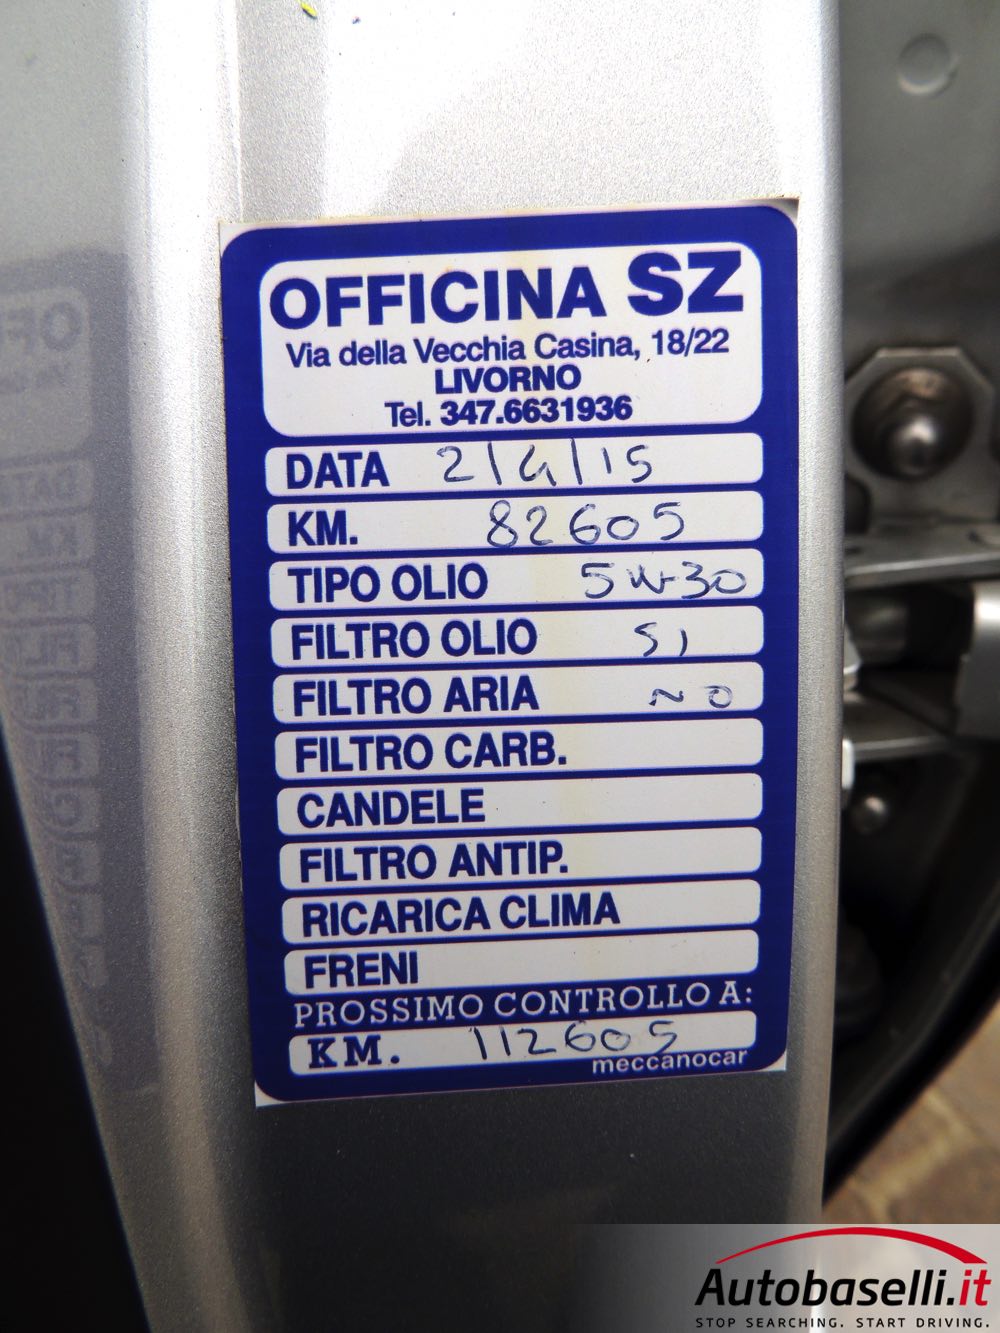 OFFICINA SZ
Via della Vecchia Casina, 18/22
LIVORNO
Tel. 347.6631936
DATA 2/4/15
KM. 82605
TIPO OLIO 5W30
FILTRO OLIO SI
FILTRO ARIA NO
FILTRO CARB.
CANDELE
FILTRO ANTIP.
RICARICA CLIMA
FRENI
PROSSIMO CONTROLLO A:
KM. 112605
meccanocar
Autobaselli.it
STOP SEARCHING. START DRIVING.